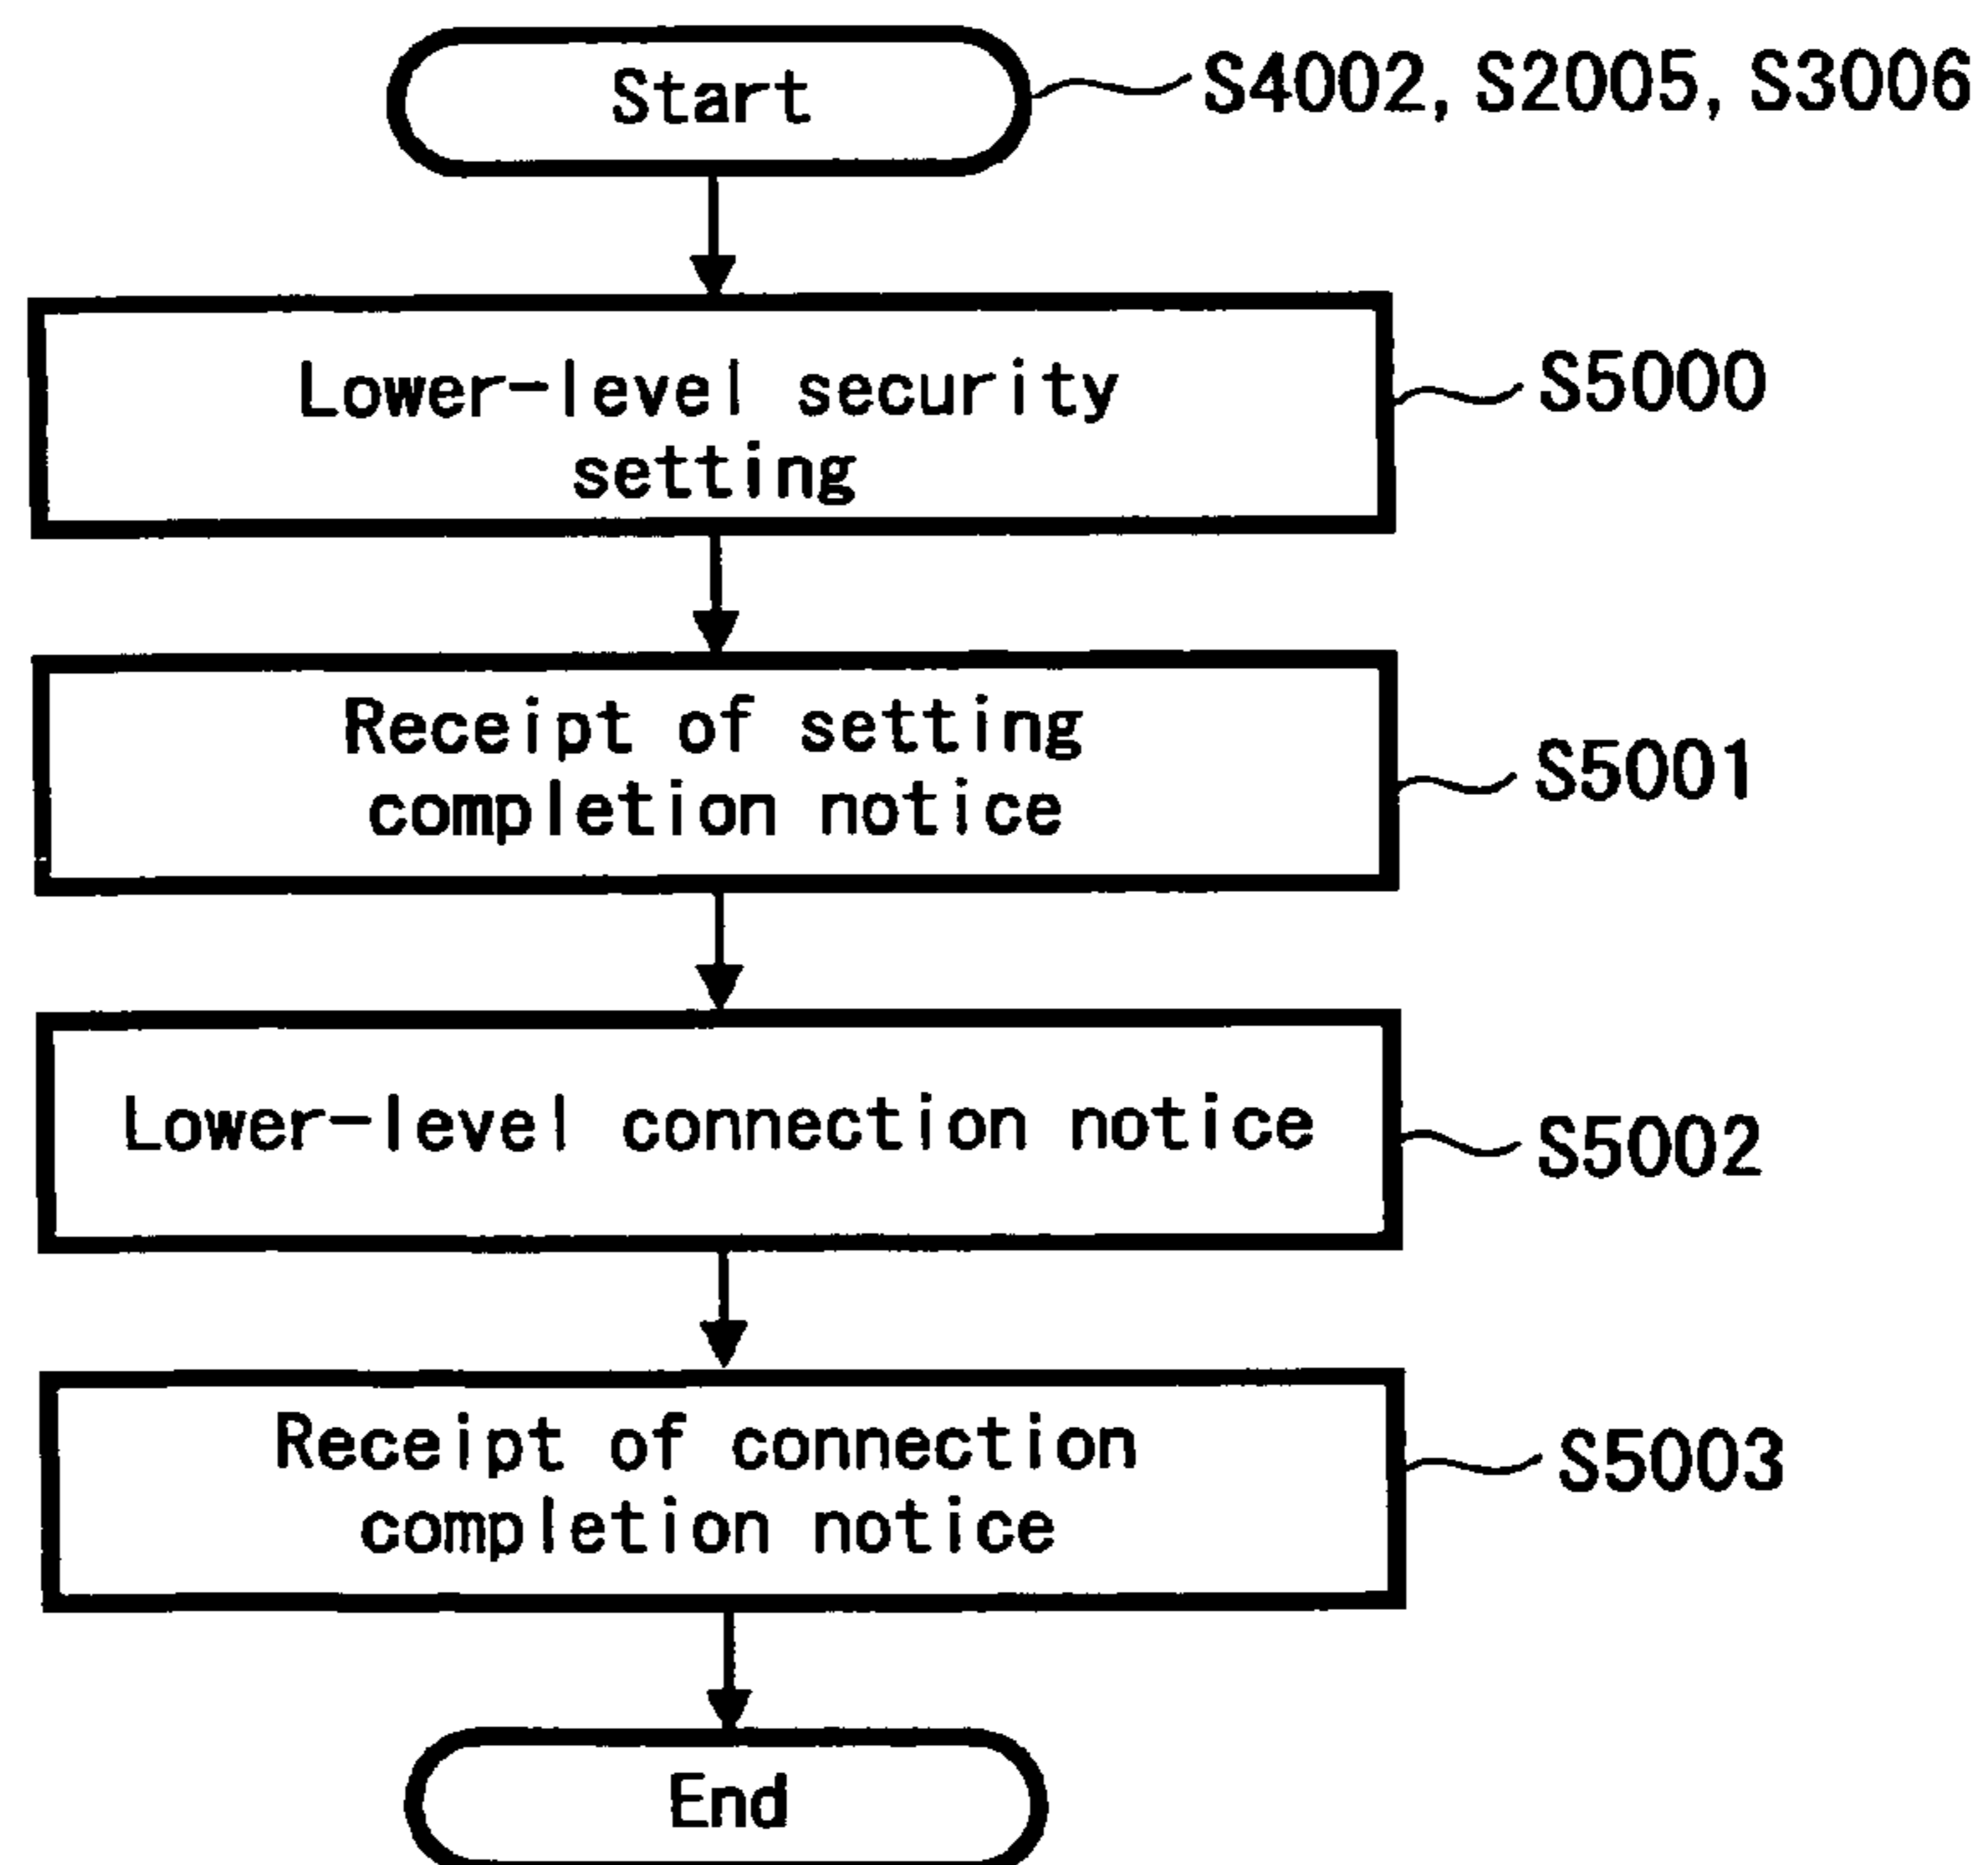 Start
S4002, S2005, S3006
Lower-level security
setting
S5000
Receipt of setting
completion notice
S5001
Lower-level connection notice
S5002
Receipt of connection
completion notice
S5003
End